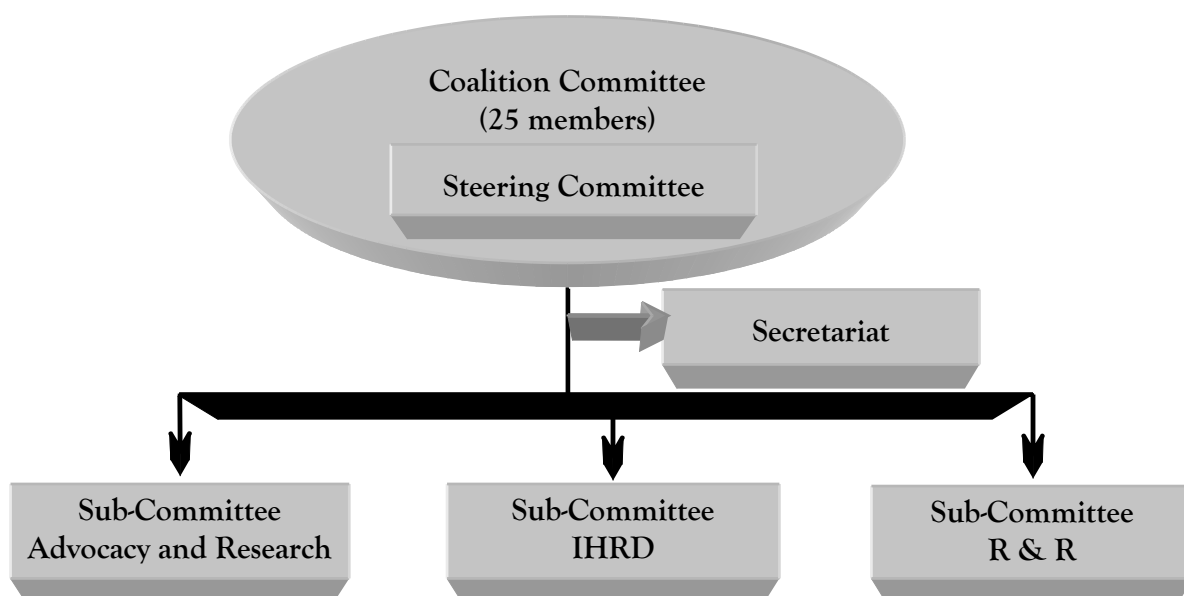 Coalition Committee
(25 members)
Steering Committee
Secretariat
Sub-Committee
Advocacy and Research
Sub-Committee
IHRD
Sub-Committee
R & R